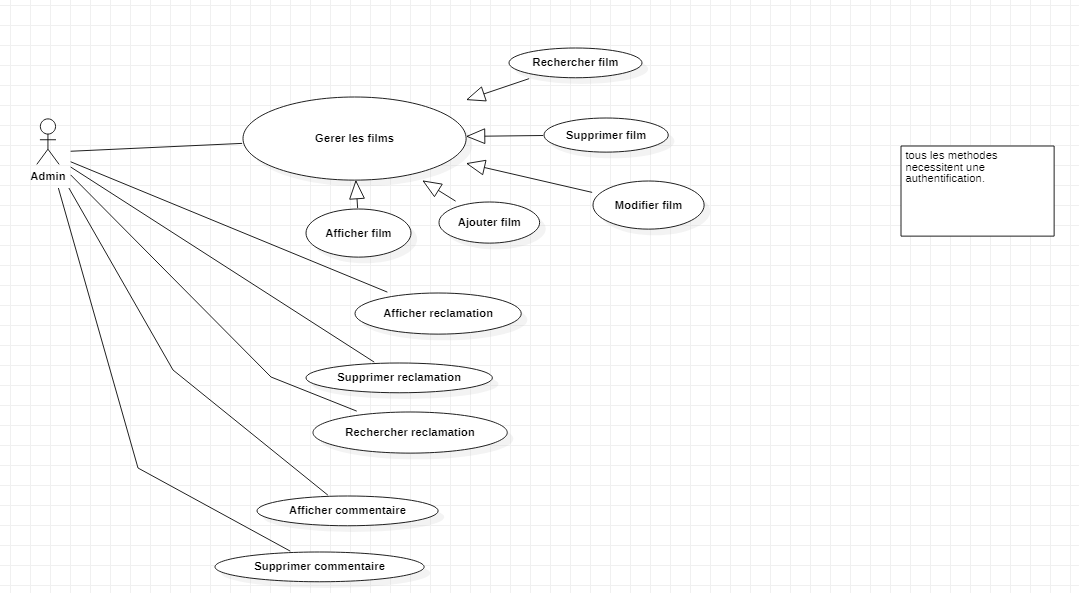 Rechercher film
Gerer les films
Supprimer film
tous les methodes
necessitent une
authentification.
Admin
Modifier film
Ajouter film
Afficher film
Afficher reclamation
Supprimer reclamation
Rechercher reclamation
Afficher commentaire
Supprimer commentaire